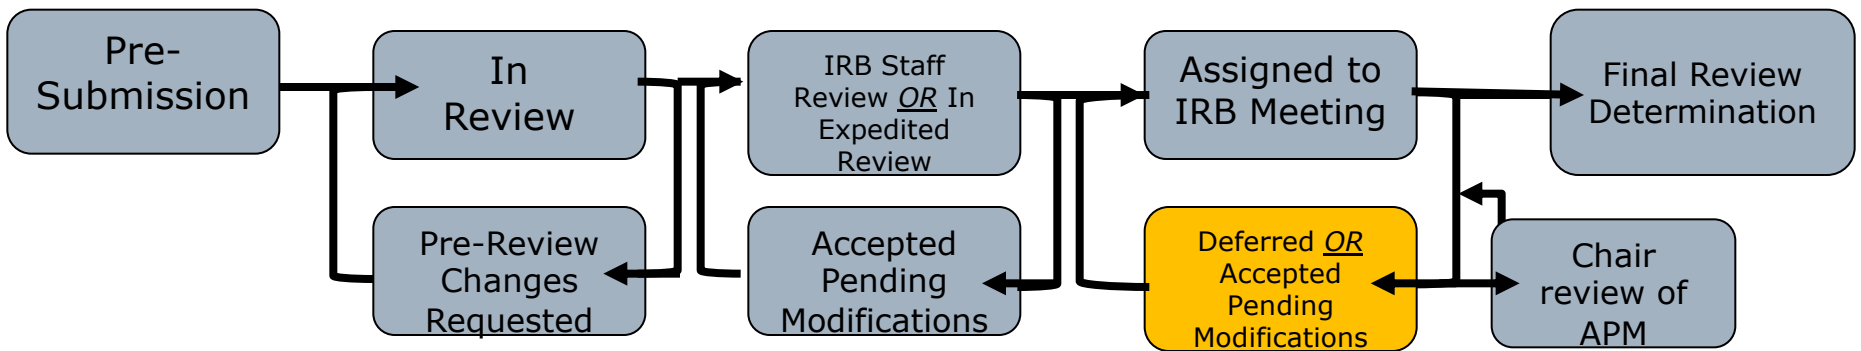 Pre-
Submission
In
Review
IRB Staff
Review OR In
Expedited
Review
Assigned to
IRB Meeting
Final Review
Determination
Pre-Review
Changes
Requested
Accepted
Pending
Modifications
Deferred OR
Accepted
Pending
Modifications
Chair
review of
APM